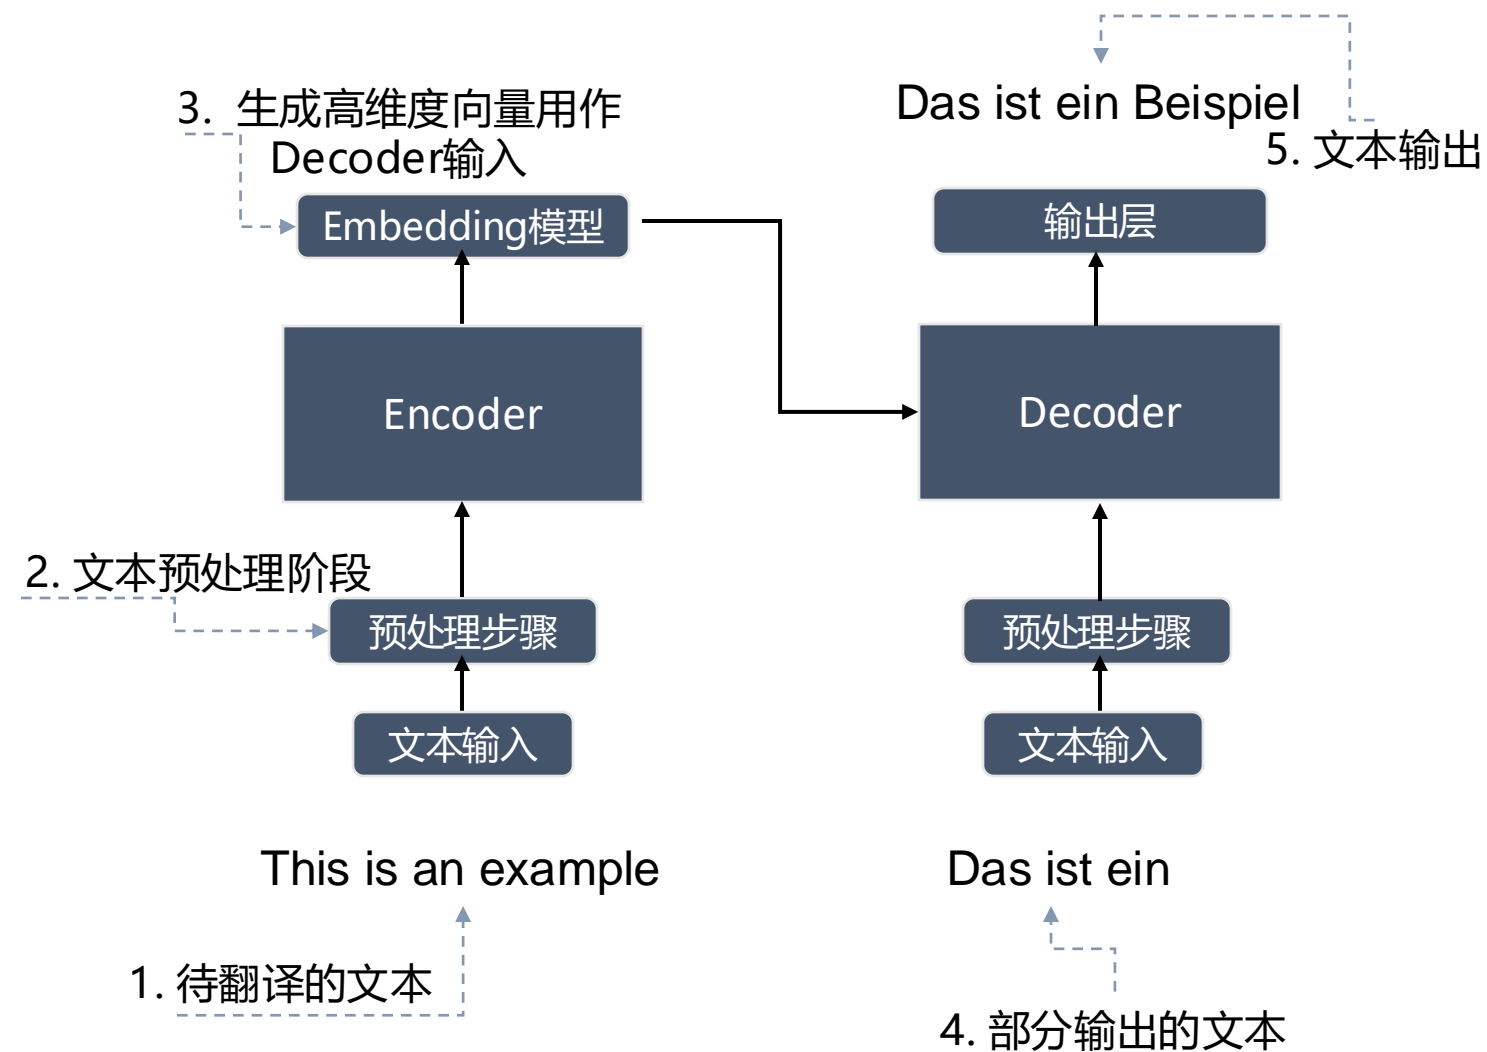 3. 生成高维度向量用作
Decoder输入
Das ist ein Beispiel
5. 文本输出
Embedding模型
输出层
Encoder
Decoder
2. 文本预处理阶段
预处理步骤
预处理步骤
文本输入
文本输入
This is an example
Das ist ein
1. 待翻译的文本
4. 部分输出的文本